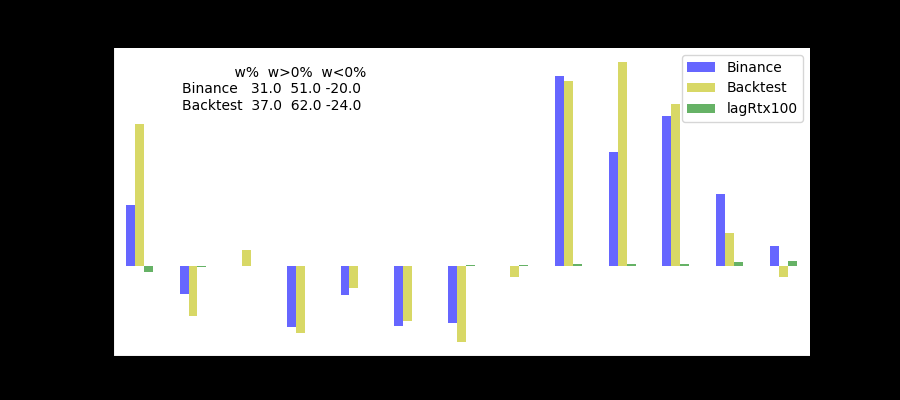 w%  w>0%  w<0%
Binance   31.0  51.0 -20.0
Backtest  37.0  62.0 -24.0
Binance
Backtest
lagRtx100